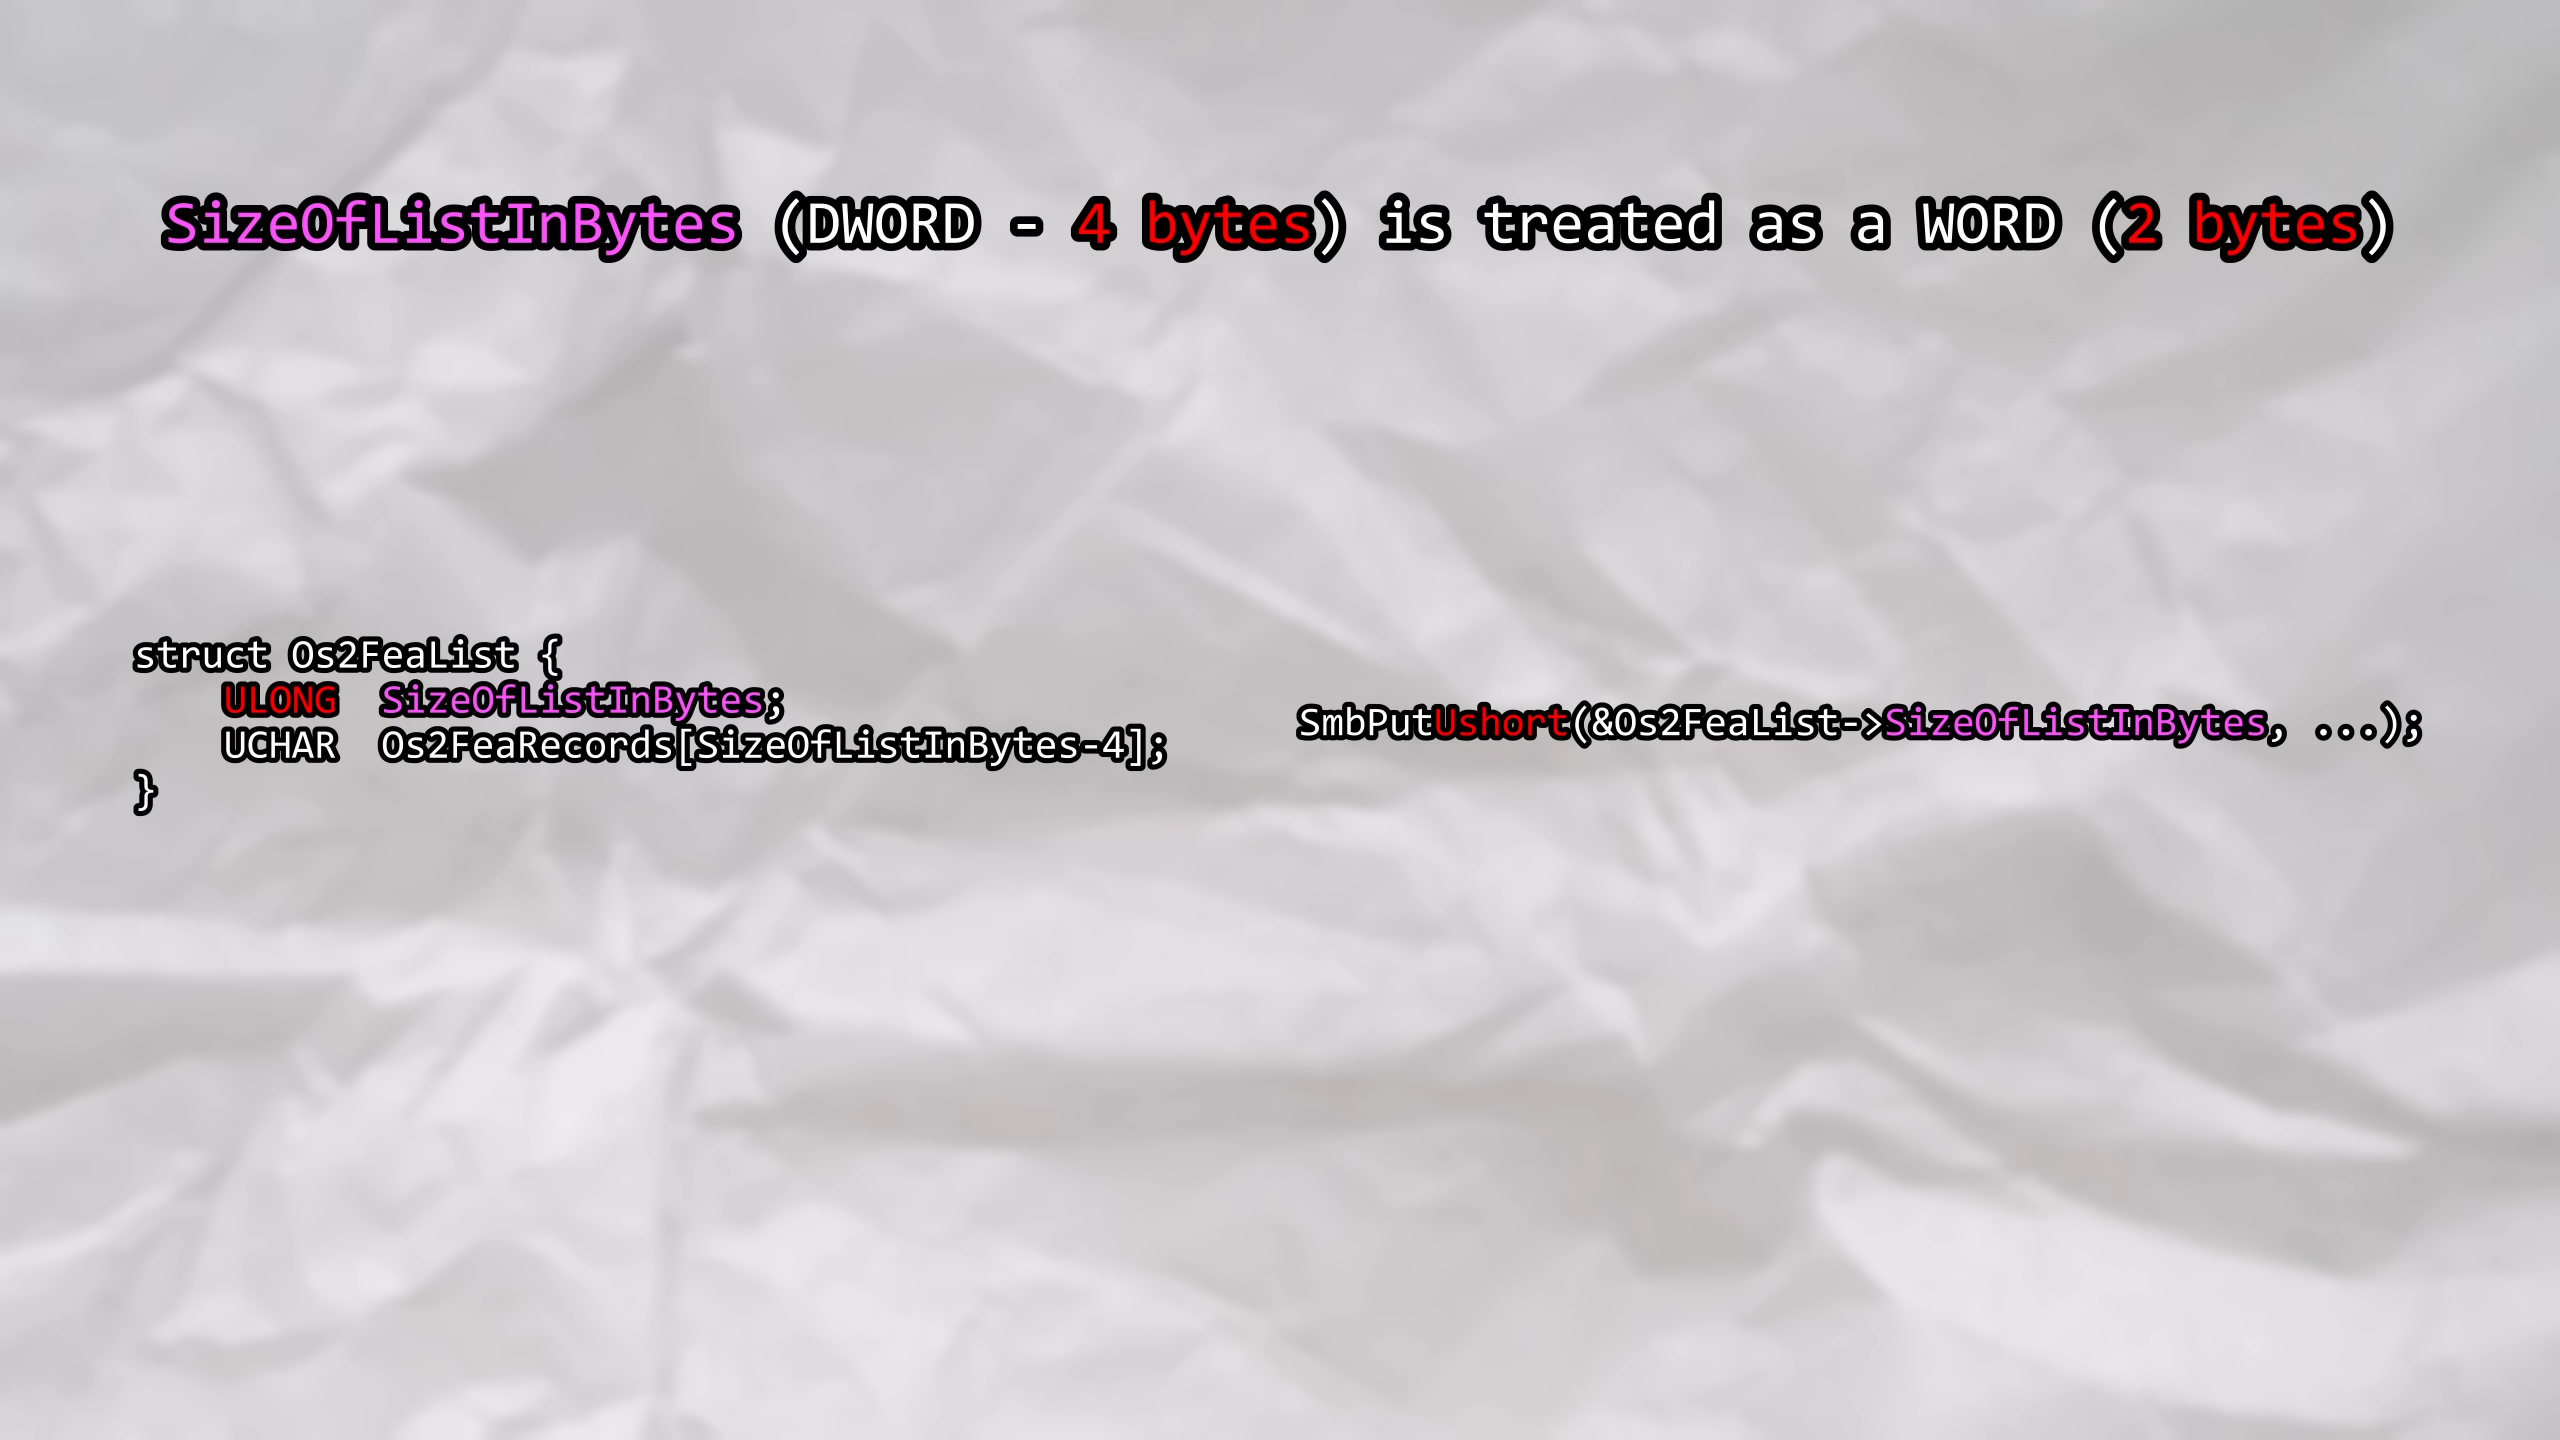 SizeOfListInBytes (DWORD - 4 bytes) is treated as a WORD (2 bytes)
struct Os2FeaList {
    ULONG  SizeOfListInBytes;
    UCHAR  Os2FeaRecords[SizeOfListInBytes-4];
}
SmbPutUshort(&Os2FeaList->SizeOfListInBytes, ...);